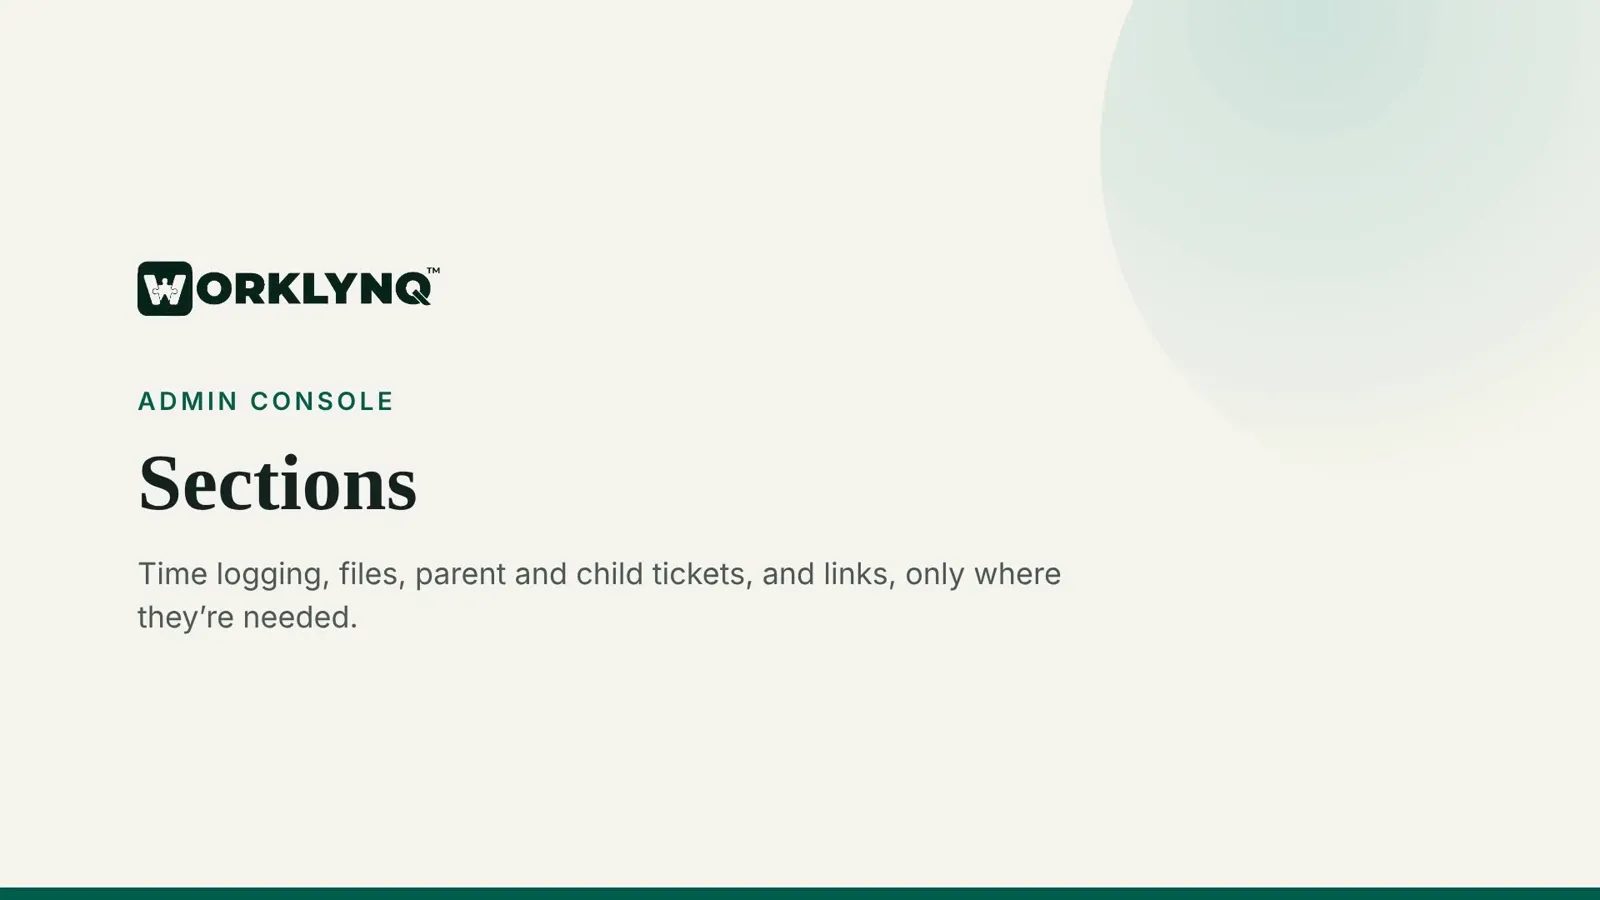 WORKLYNQ™
ADMIN CONSOLE
Sections
Time logging, files, parent and child tickets, and links, only where
they’re needed.